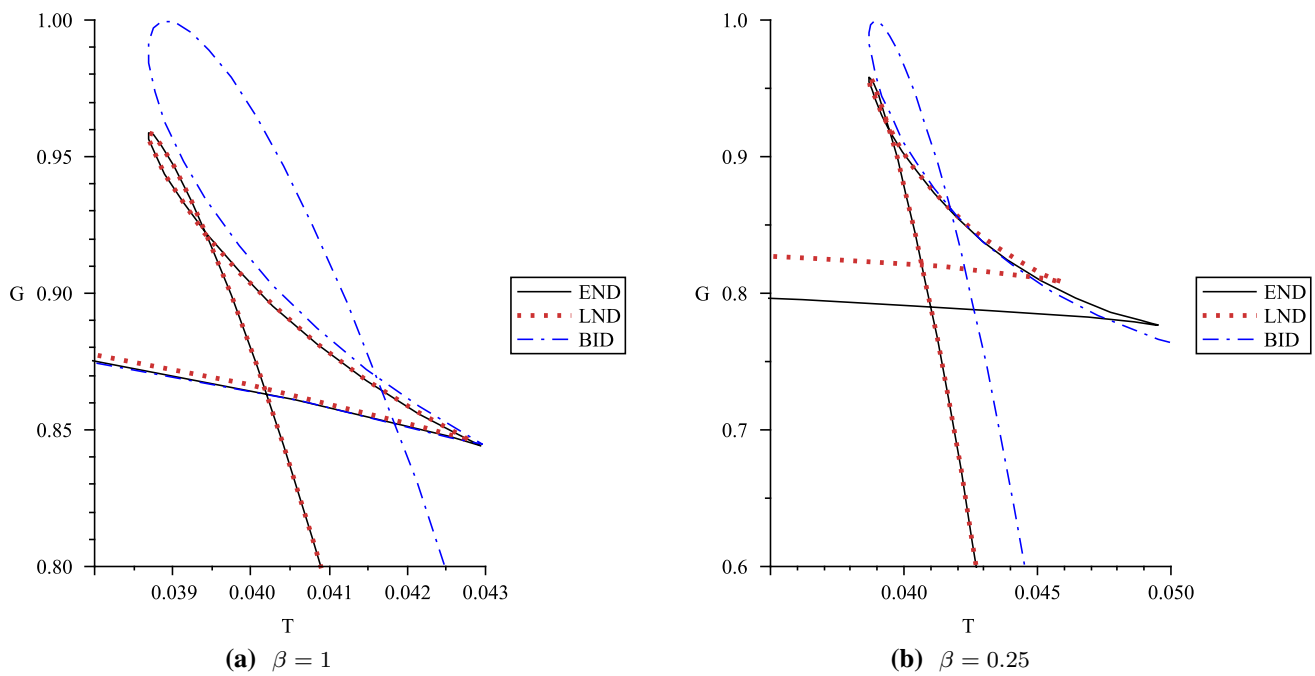 1.00
0.95
0.90
G
0.85
0.80
0.039 0.040 0.041 0.042 0.043
T
END
LND
BID
(a) β = 1
1.0
0.9
0.8
G
0.7
0.6
0.040 0.045 0.050
T
END
LND
BID
(b) β = 0.25